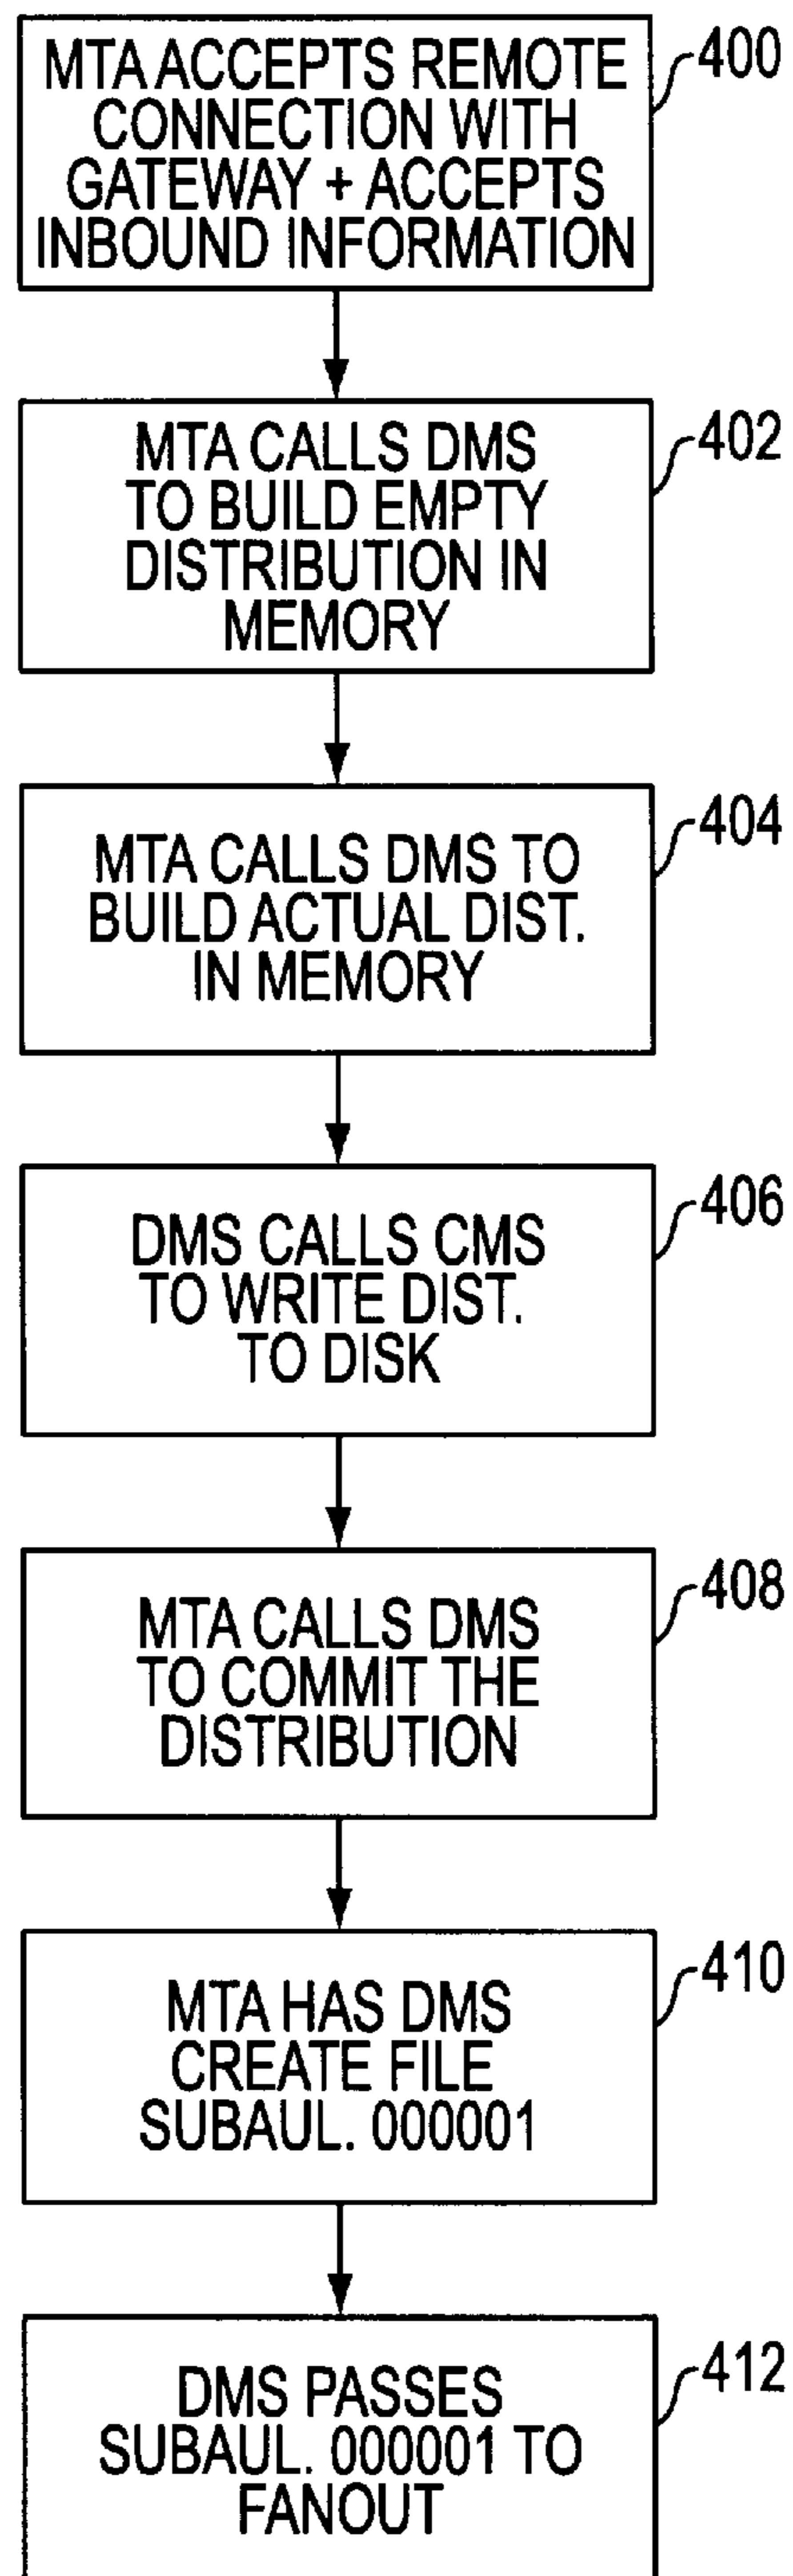 MTA ACCEPTS REMOTE
CONNECTION WITH
GATEWAY + ACCEPTS
INBOUND INFORMATION
400
MTA CALLS DMS
TO BUILD EMPTY
DISTRIBUTION IN
MEMORY
402
MTA CALLS DMS TO
BUILD ACTUAL DIST.
IN MEMORY
404
DMS CALLS CMS
TO WRITE DIST.
TO DISK
406
MTA CALLS DMS
TO COMMIT THE
DISTRIBUTION
408
MTA HAS DMS
CREATE FILE
SUBAUL. 000001
410
DMS PASSES
SUBAUL. 000001 TO
FANOUT
412